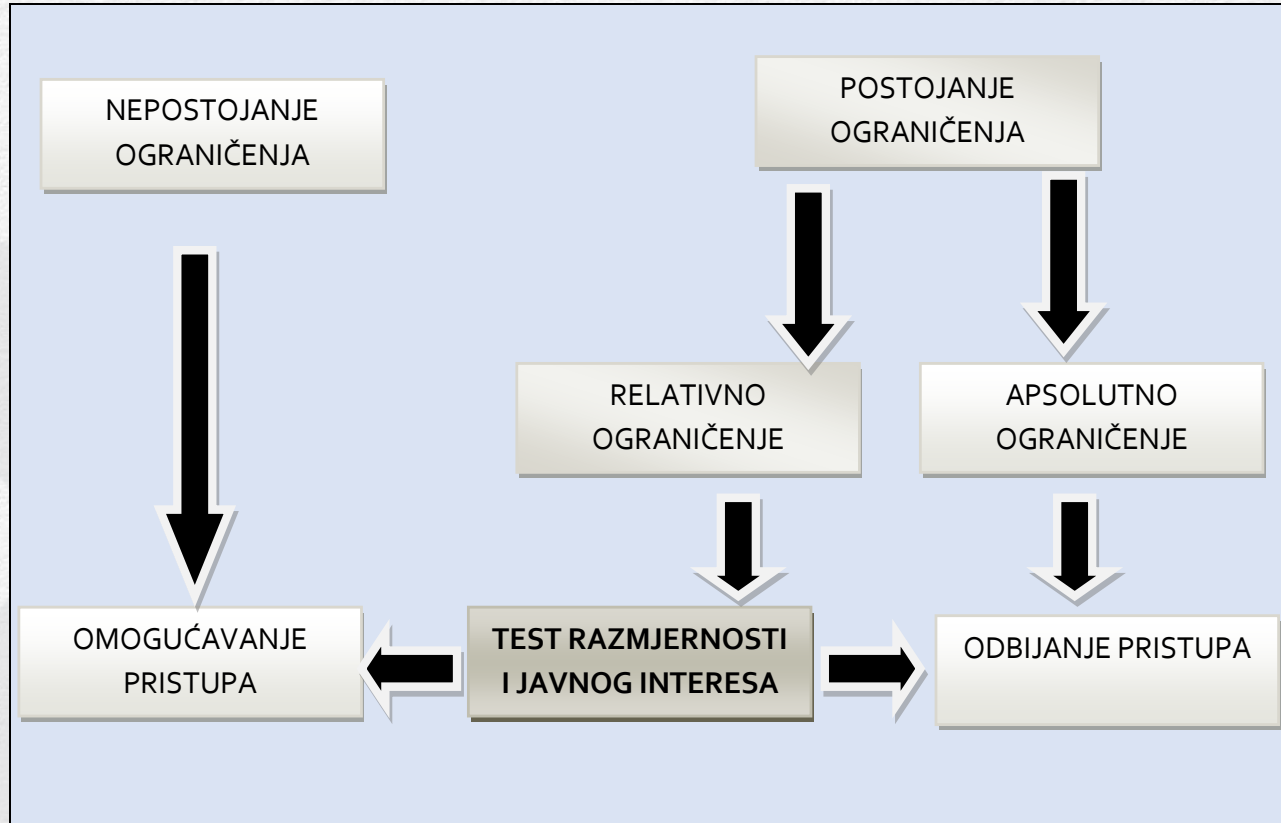 NEPOSTOJANJE
OGRANIČENJA
POSTOJANJE
OGRANIČENJA
RELATIVNO
OGRANIČENJE
APSOLUTNO
OGRANIČENJE
OMOGUĆAVANJE
PRISTUPA
TEST RAZMJERNOSTI
I JAVNOG INTERESA
ODBIJANJE PRISTUPA